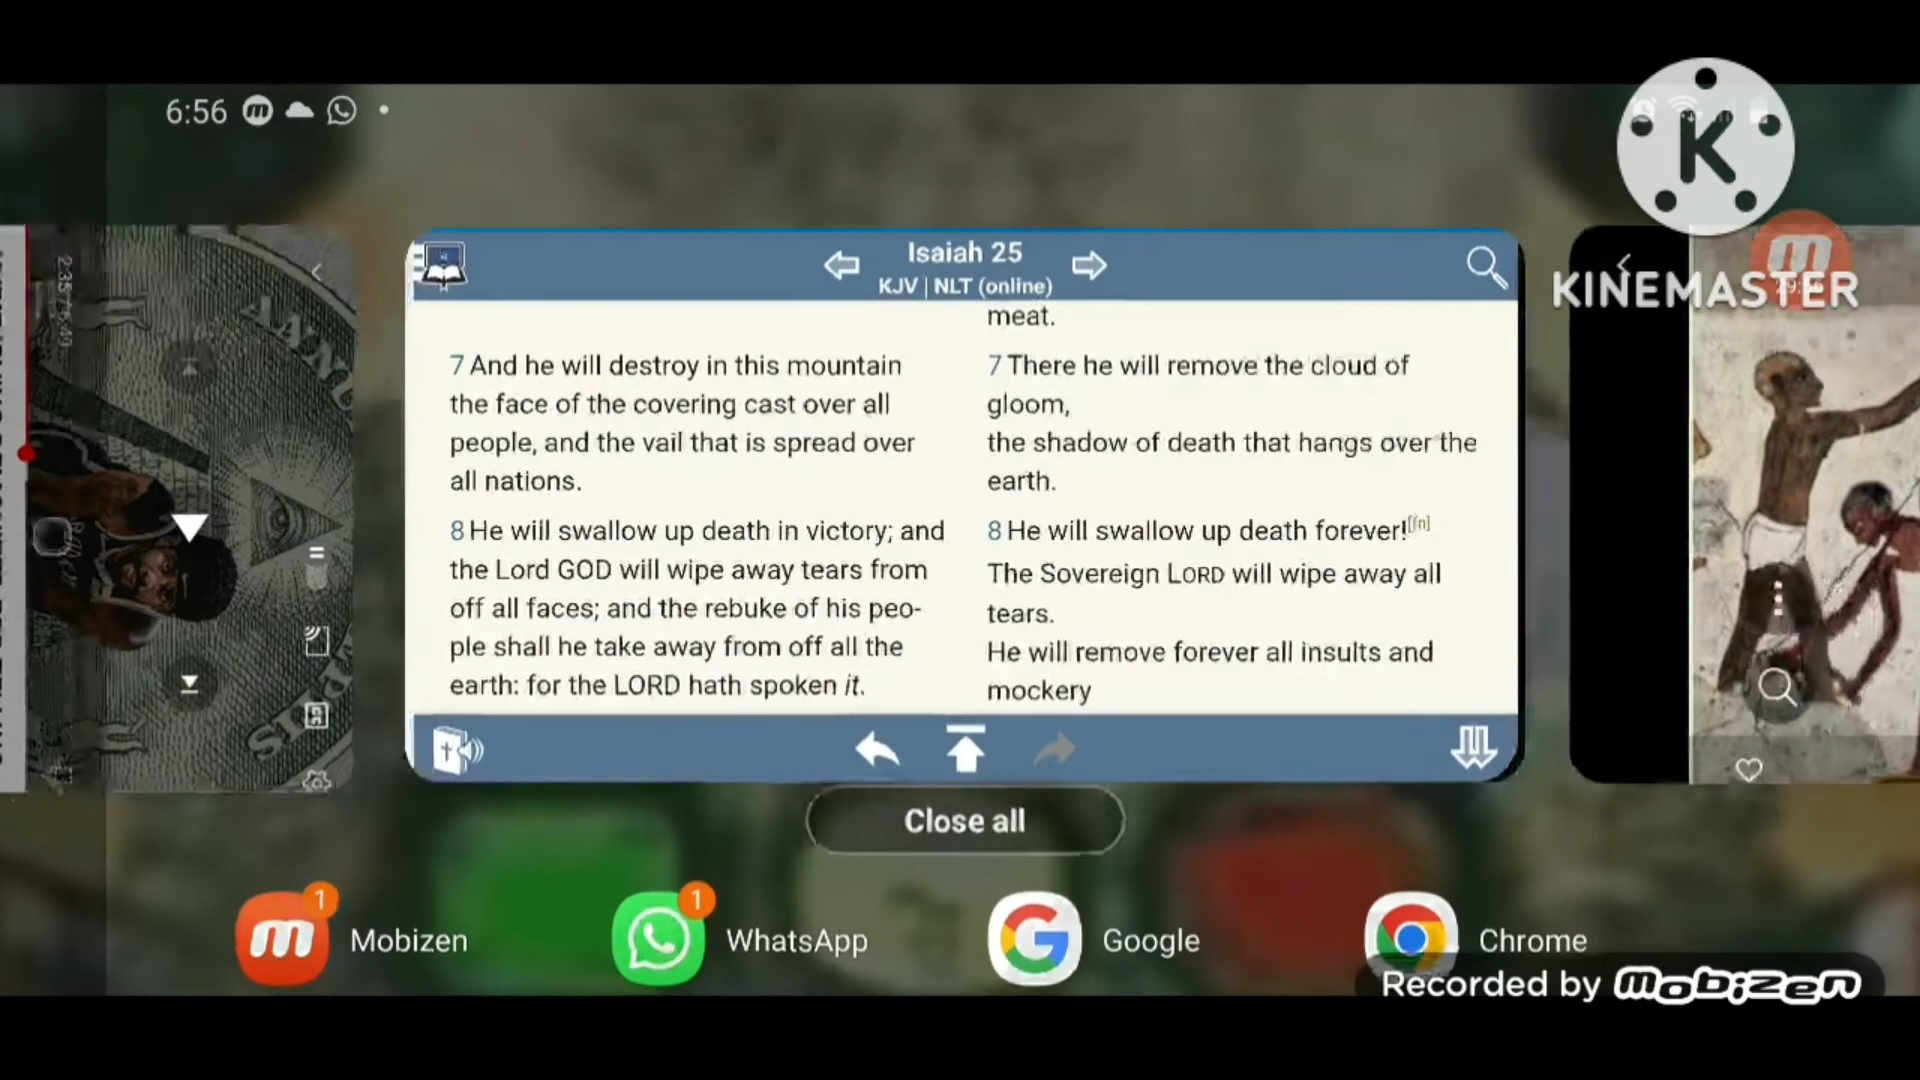 6:56
KINEMASTER
Isaiah 25
KJV | NLT (online)
7 And he will destroy in this mountain
the face of the covering cast over all
people, and the vail that is spread over
all nations.
8 He will swallow up death in victory; and
the Lord GOD will wipe away tears from
off all faces; and the rebuke of his peo-
ple shall he take away from off all the
earth: for the LORD hath spoken it.
meat.
7 There he will remove the cloud of
gloom,
the shadow of death that hangs over the
earth.
8 He will swallow up death forever![fn]
The Sovereign LORD will wipe away all
tears.
He will remove forever all insults and
mockery
Close all
1
Mobizen
1
WhatsApp
Google
Chrome
Recorded by mobizen